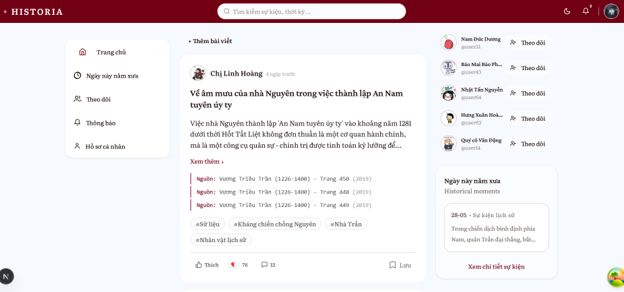 HISTORIA
Tìm kiếm sự kiện, thời kỳ...
Trang chủ
Ngày này năm xưa
Theo dõi
Thông báo
Hồ sơ cá nhân
+ Thêm bài viết
Chị Linh Hoàng 4 ngày trước
Về âm mưu của nhà Nguyên trong việc thành lập An Nam
tuyên úy ty
Việc nhà Nguyên thành lập 'An Nam tuyên úy ty' vào khoảng năm 1281
dưới thời Hốt Tất Liệt không đơn thuần là một cơ quan hành chính,
mà là một công cụ quân sự - chính trị được tính toán kỹ lưỡng để...
Xem thêm ↓
Nguồn: Vương Triều Trần (1226-1400) - Trang 450 (2019)
Nguồn: Vương Triều Trần (1226-1400) - Trang 448 (2019)
Nguồn: Vương Triều Trần (1226-1400) - Trang 449 (2019)
#Sử liệu #Kháng chiến chống Nguyên #Nhà Trần
#Nhân vật lịch sử
Thích 76 12 Lưu
Nam Đức Dương
@user51
Theo dõi
Bảo Mai Bảo Ph...
@user43
Theo dõi
Nhật Tấn Nguyễn
@user64
Theo dõi
Hưng Xuân Hoà...
Theo dõi
Quý cô Vân Đặng
@user14
Theo dõi
Ngày này năm xưa
Historical moments
28-05 • Sự kiện lịch sử
Trong chiến dịch bình định phía
Nam, quân Trần đại thắng, bắt...
Xem chi tiết sự kiện
N